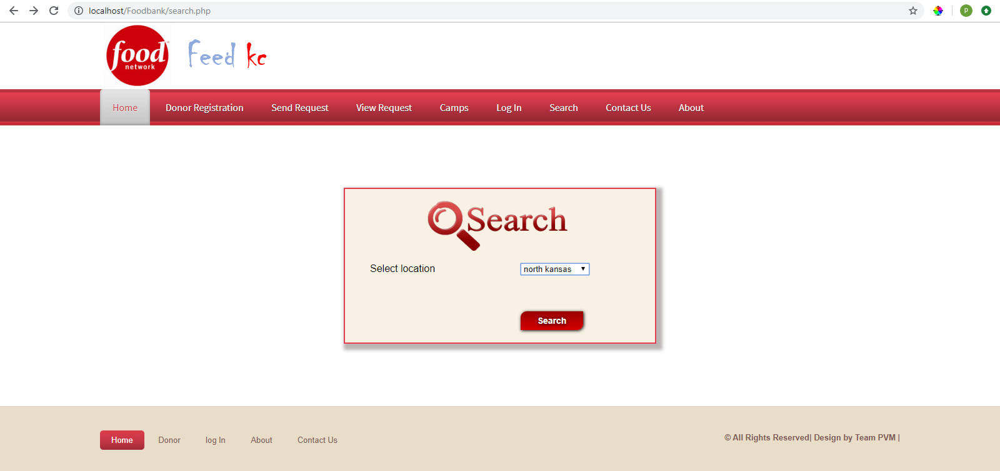 localhost/Foodbank/search.php
P
food
network
Feed kc
Home Donor Registration Send Request View Request Camps Log In Search Contact Us About
Search
Select location north kansas
Search
Home Donor log In About Contact Us © All Rights Reserved| Design by Team PVM |